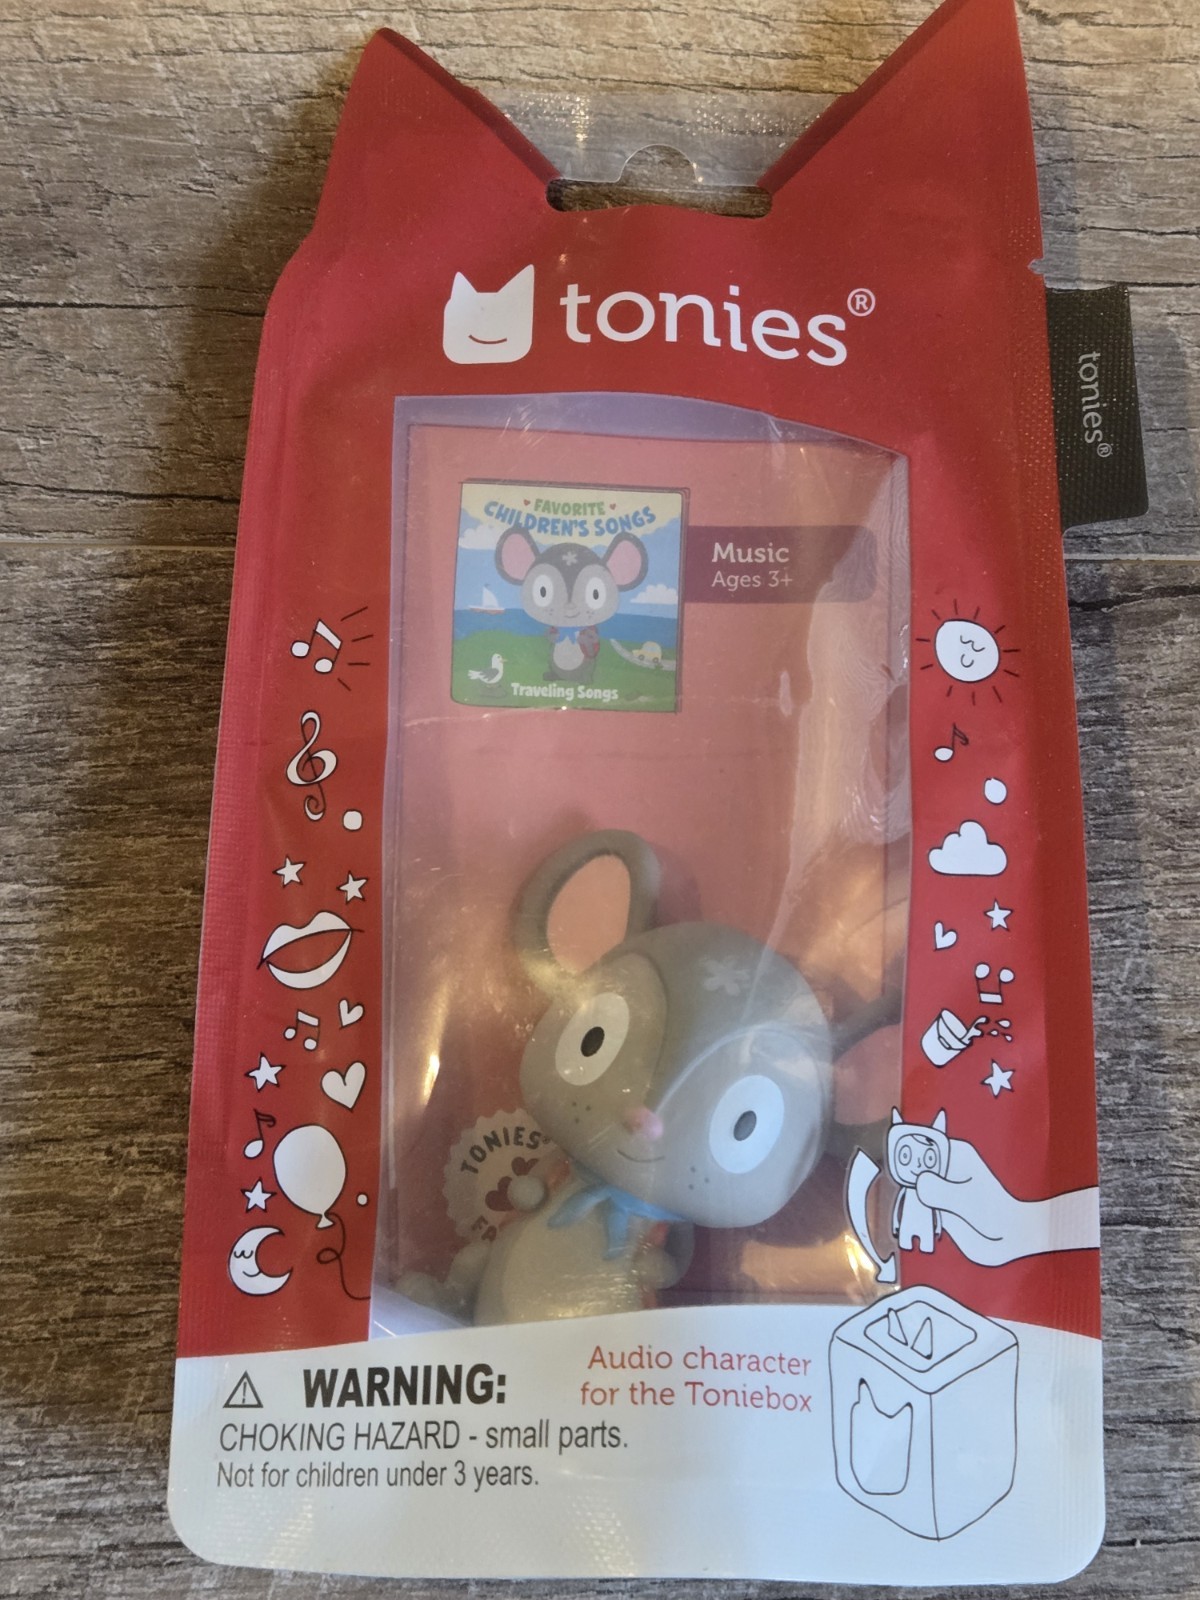 tonies®
tonies®
FAVORITE
CHILDREN'S SONGS
Music
Ages 3+
Traveling Songs
TONIES®
WARNING:
CHOKING HAZARD - small parts.
Not for children under 3 years.
Audio character
for the Toniebox